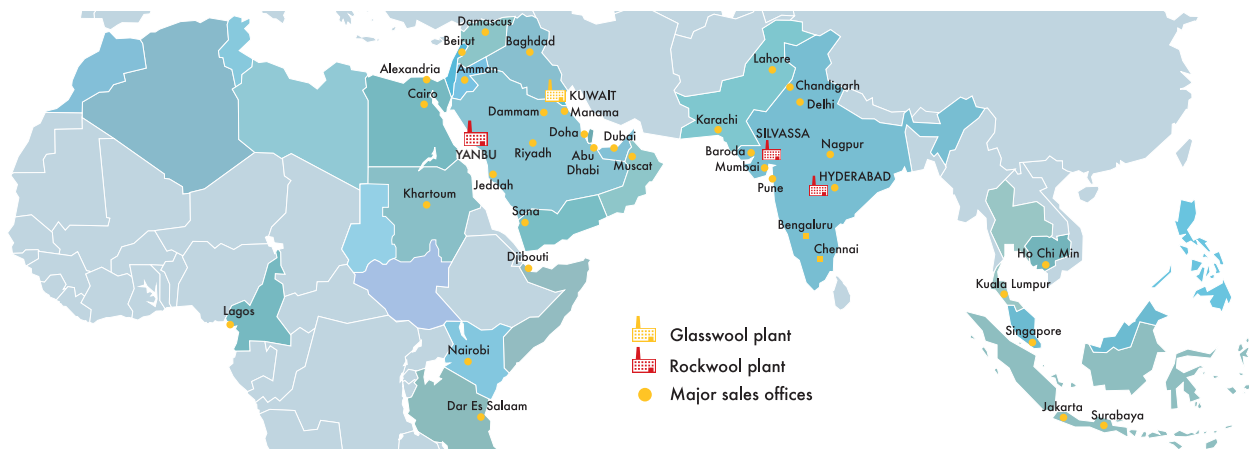 Damascus
Beirut
Baghdad
Alexandria
Amman
Cairo
KUWAIT
Dammam
Manama
YANBU
Riyadh
Doha
Dubai
Abu
Dhabi
Muscat
Jeddah
Khartoum
Sana
Djibouti
Lagos
Nairobi
Dar Es Salaam
Lahore
Chandigarh
Delhi
Karachi
SILVASSA
Baroda
Nagpur
Mumbai
Pune
HYDERABAD
Bengaluru
Chennai
Ho Chi Min
Kuala Lumpur
Singapore
Jakarta
Surabaya
Glasswool plant
Rockwool plant
Major sales offices